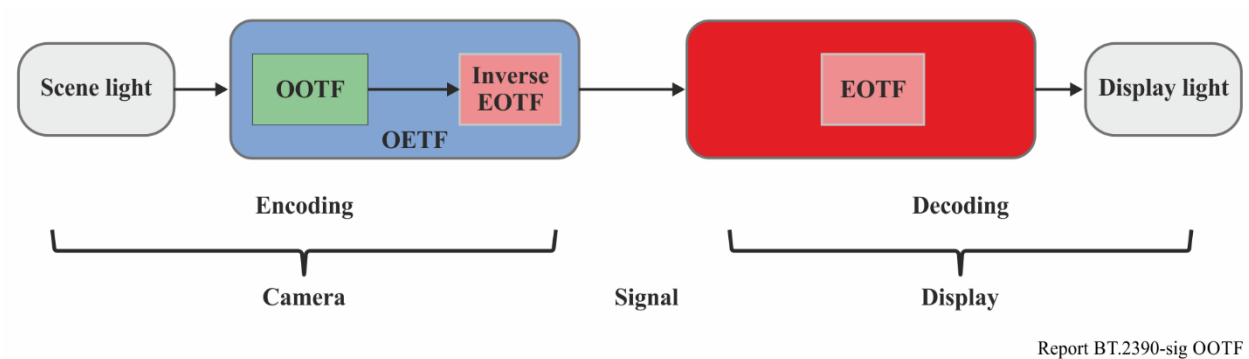 Scene light
OOTF
Inverse
EOTF
OETF
EOTF
Display light
Encoding
Decoding
Camera
Signal
Display
Report BT.2390-sig OOTF